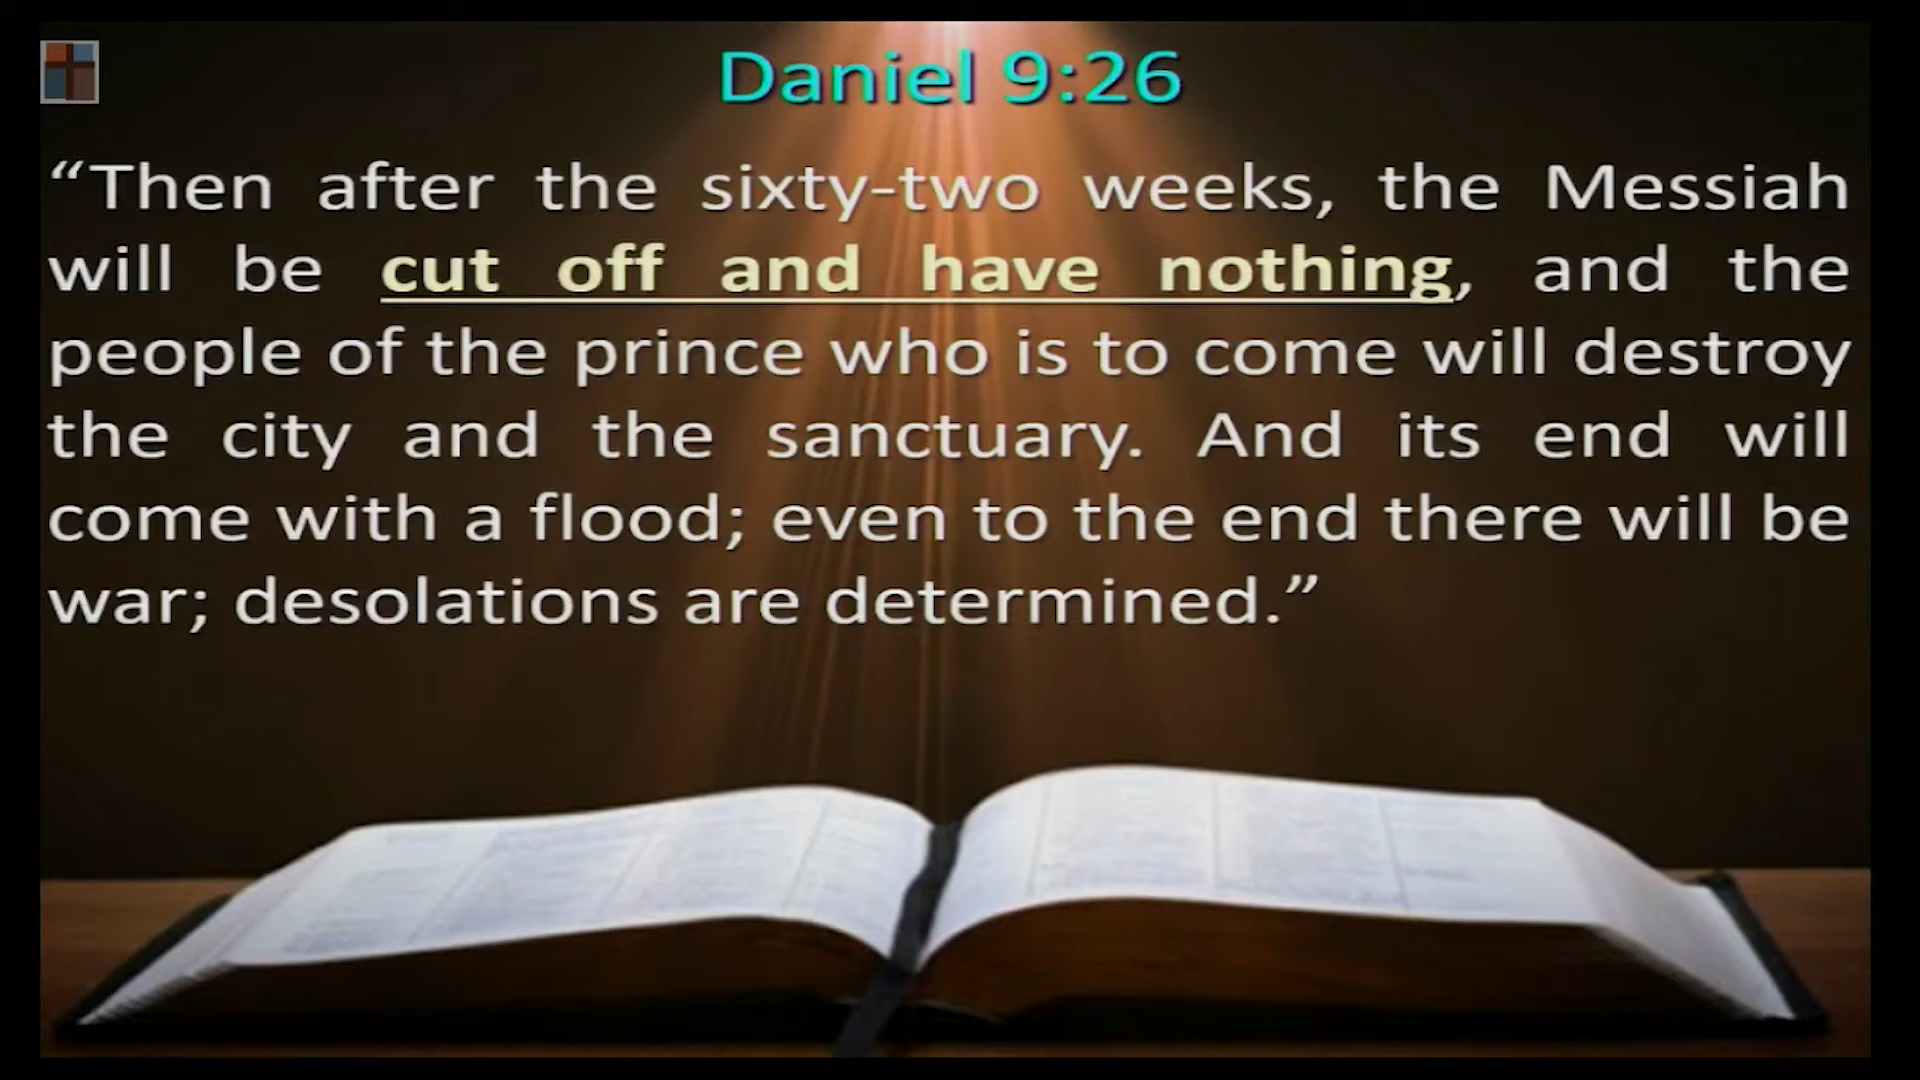 Daniel 9:26
“Then after the sixty-two weeks, the Messiah
will be cut off and have nothing, and the
people of the prince who is to come will destroy
the city and the sanctuary. And its end will
come with a flood; even to the end there will be
war; desolations are determined.”